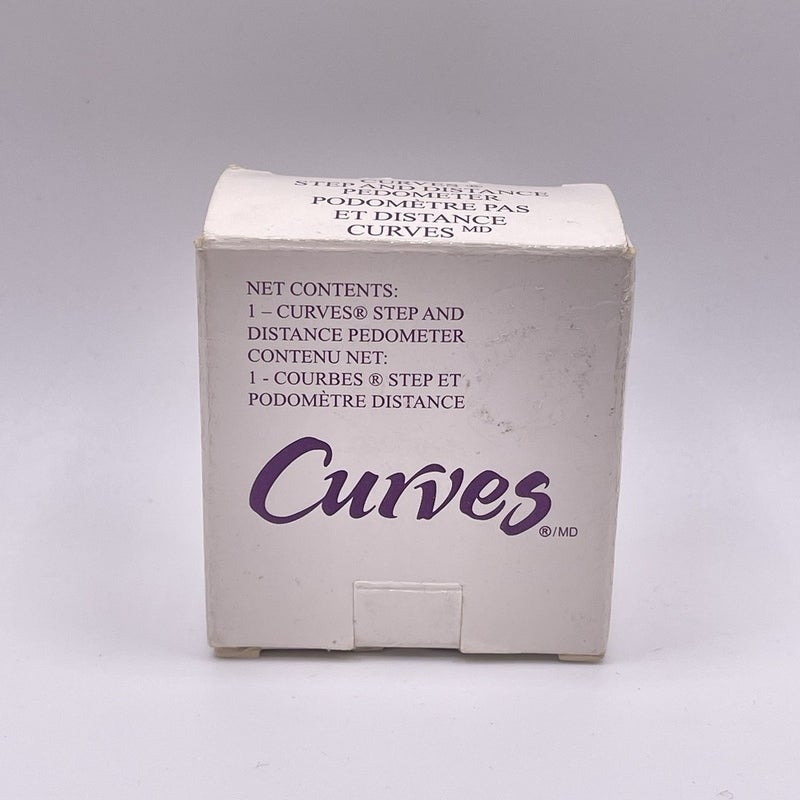 CURVES ®
STEP AND DISTANCE
PEDOMETER
PODOMÈTRE PAS
ET DISTANCE
CURVES MD
NET CONTENTS:
1 – CURVES® STEP AND
DISTANCE PEDOMETER
CONTENU NET:
1 - COURBES ® STEP ET
PODOMÈTRE DISTANCE
Curves
®/MD